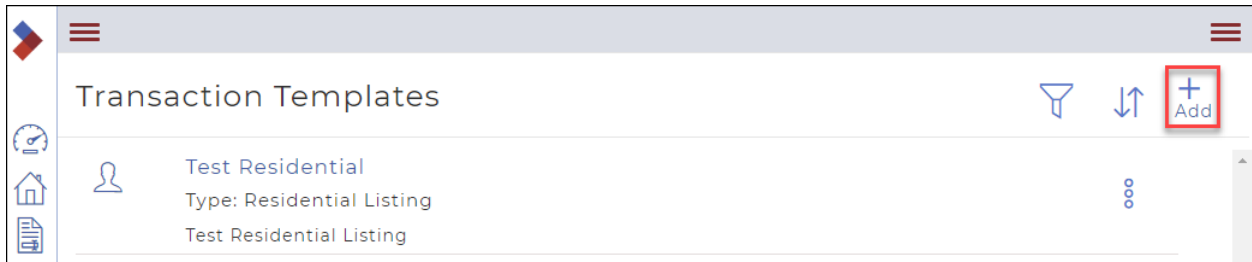 Transaction Templates
Add
Test Residential
Type: Residential Listing
Test Residential Listing